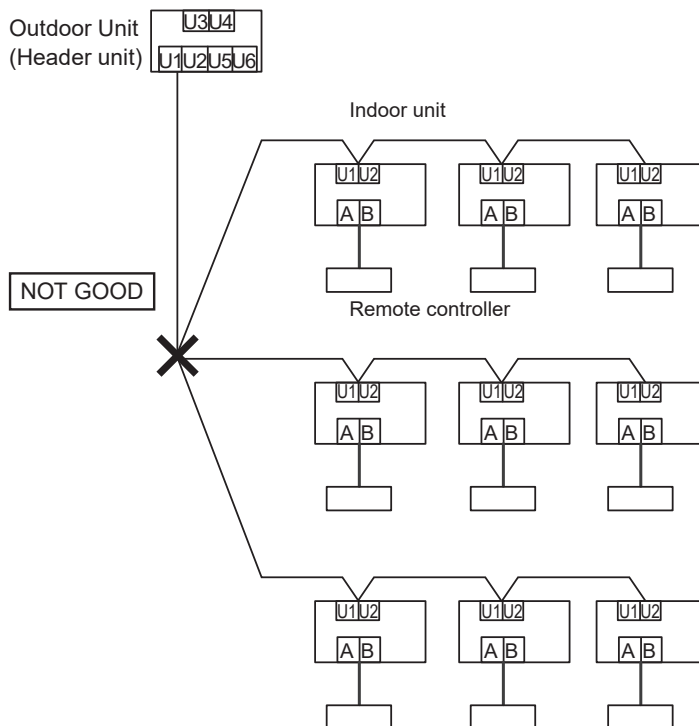 Outdoor Unit
(Header unit)
U3 U4
U1 U2 U5 U6
Indoor unit
U1 U2 U1 U2 U1 U2
A B A B A B
NOT GOOD
Remote controller
U1 U2 U1 U2 U1 U2
A B A B A B
U1 U2 U1 U2 U1 U2
A B A B A B